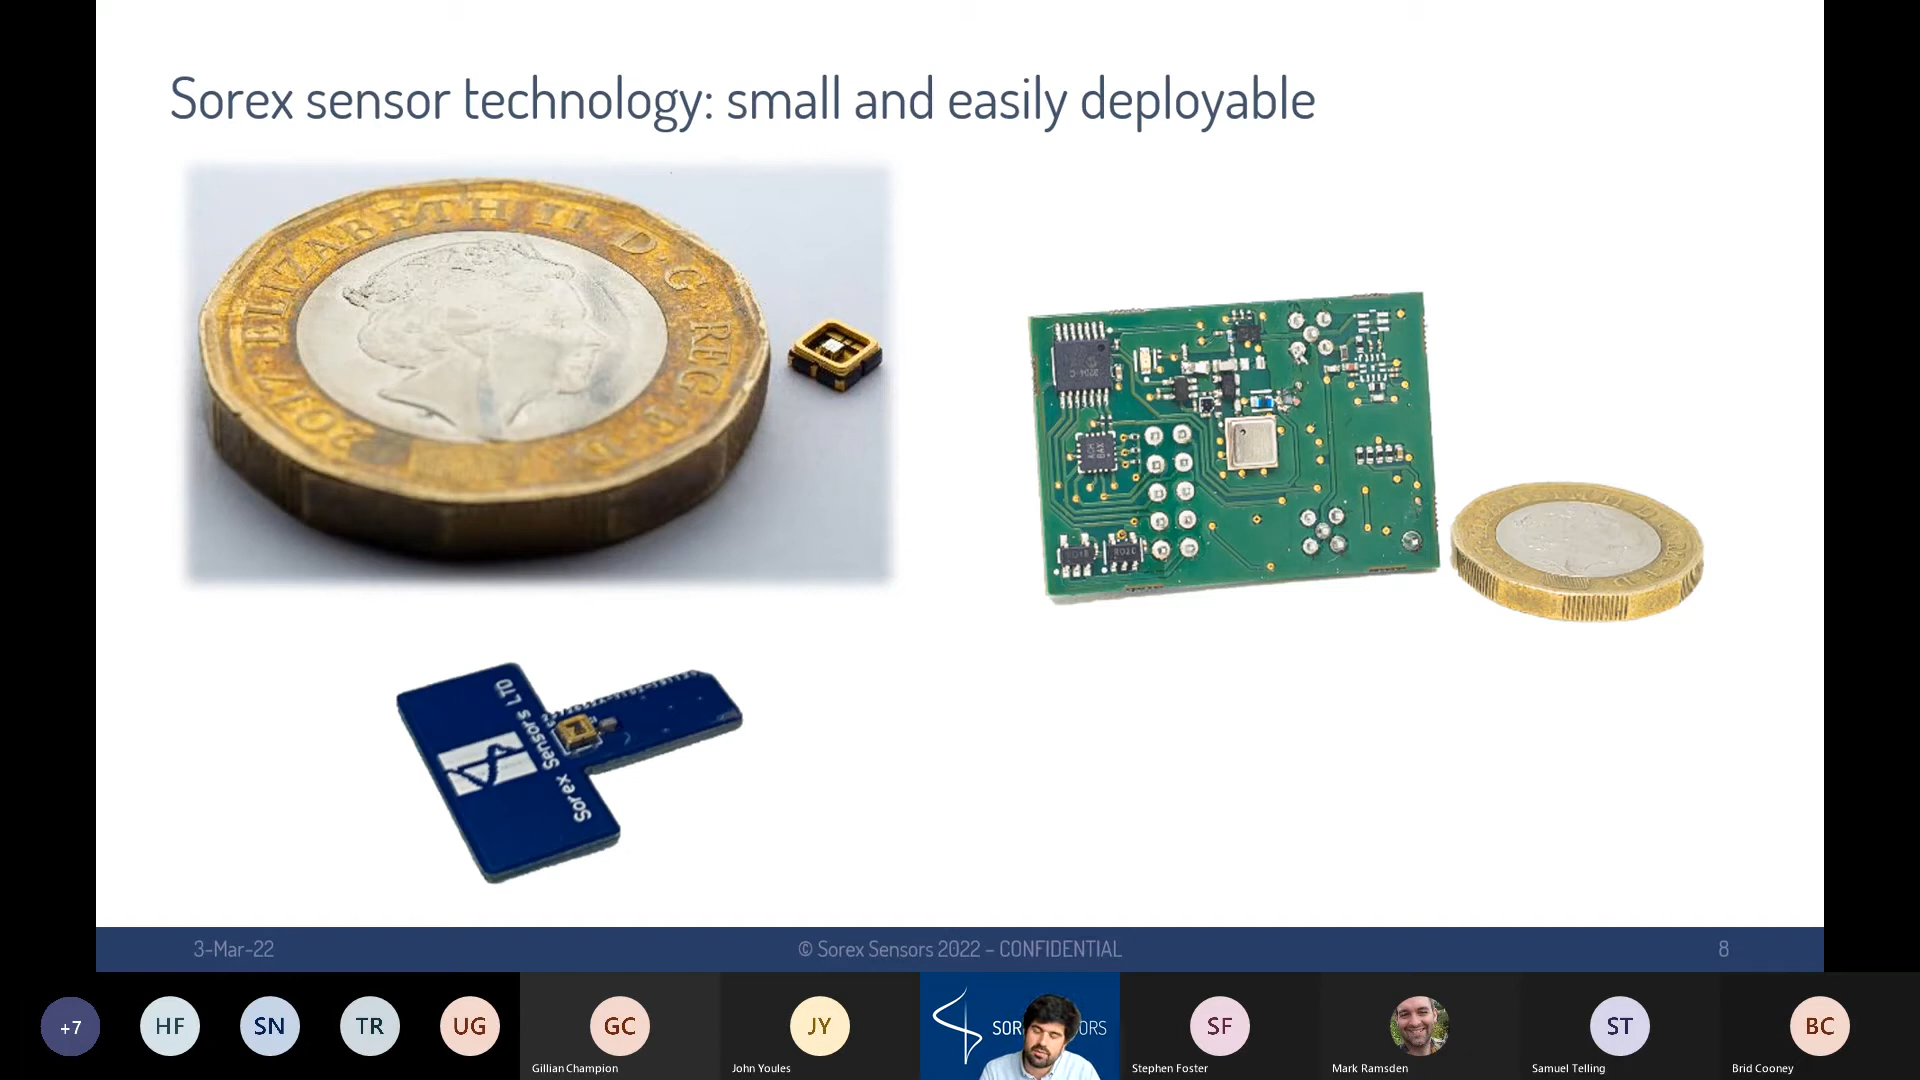 Sorex sensor technology: small and easily deployable
ELIZABETH II · D · G · REG · F · D · 2017
Sorex Sensors LTD
3-Mar-22
© Sorex Sensors 2022 – CONFIDENTIAL
8
+7
HF
SN
TR
UG
GC
JY
SF
ST
BC
Gillian Champion
John Youles
Stephen Foster
Mark Ramsden
Samuel Telling
Brid Cooney